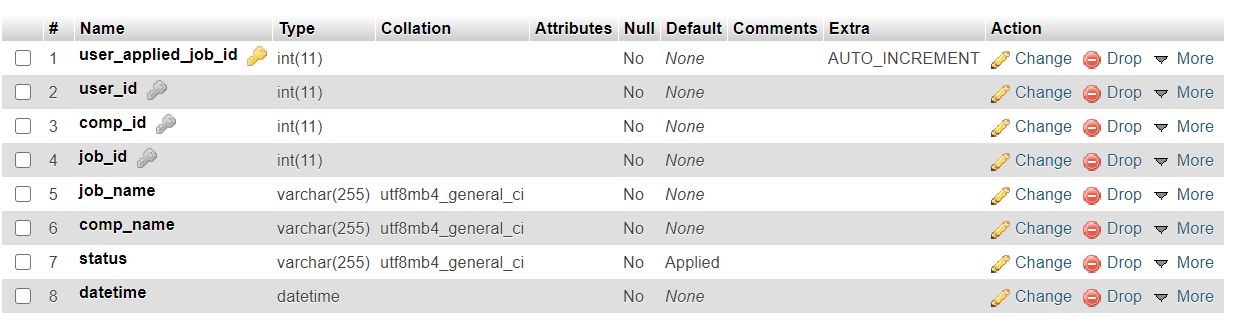 # Name Type Collation Attributes Null Default Comments Extra Action
1 user_applied_job_id int(11) No None AUTO_INCREMENT Change Drop More
2 user_id int(11) No None Change Drop More
3 comp_id int(11) No None Change Drop More
4 job_id int(11) No None Change Drop More
5 job_name varchar(255) utf8mb4_general_ci No None Change Drop More
6 comp_name varchar(255) utf8mb4_general_ci No None Change Drop More
7 status varchar(255) utf8mb4_general_ci No Applied Change Drop More
8 datetime datetime No None Change Drop More